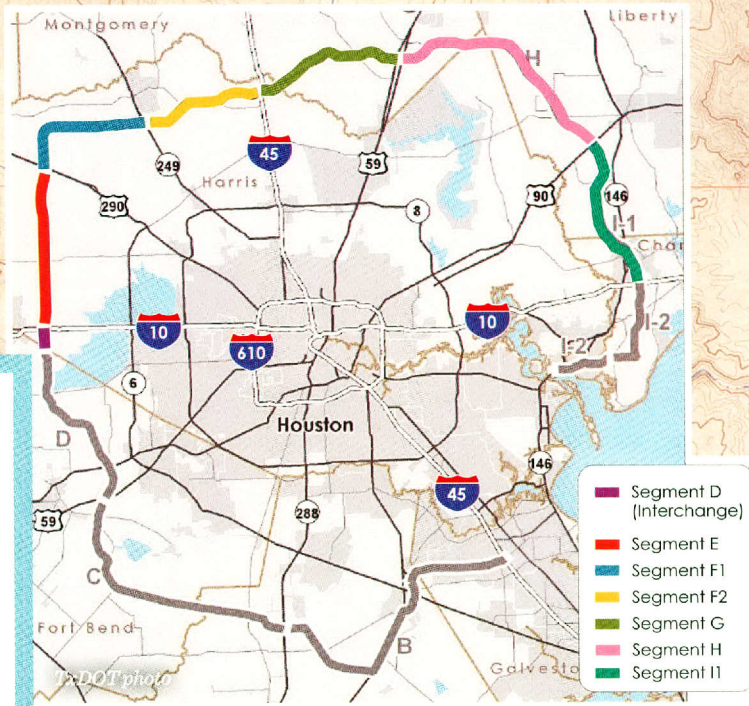 Montgomery
Liberty
H
249
45
59
Harris
8
90
146
290
I-1
Char
10
10
I-2
I-2
610
6
Houston
D
146
45
59
288
C
Fort Bend
B
Galvesto
TxDOT photo
Segment D
(Interchange)
Segment E
Segment F1
Segment F2
Segment G
Segment H
Segment I1